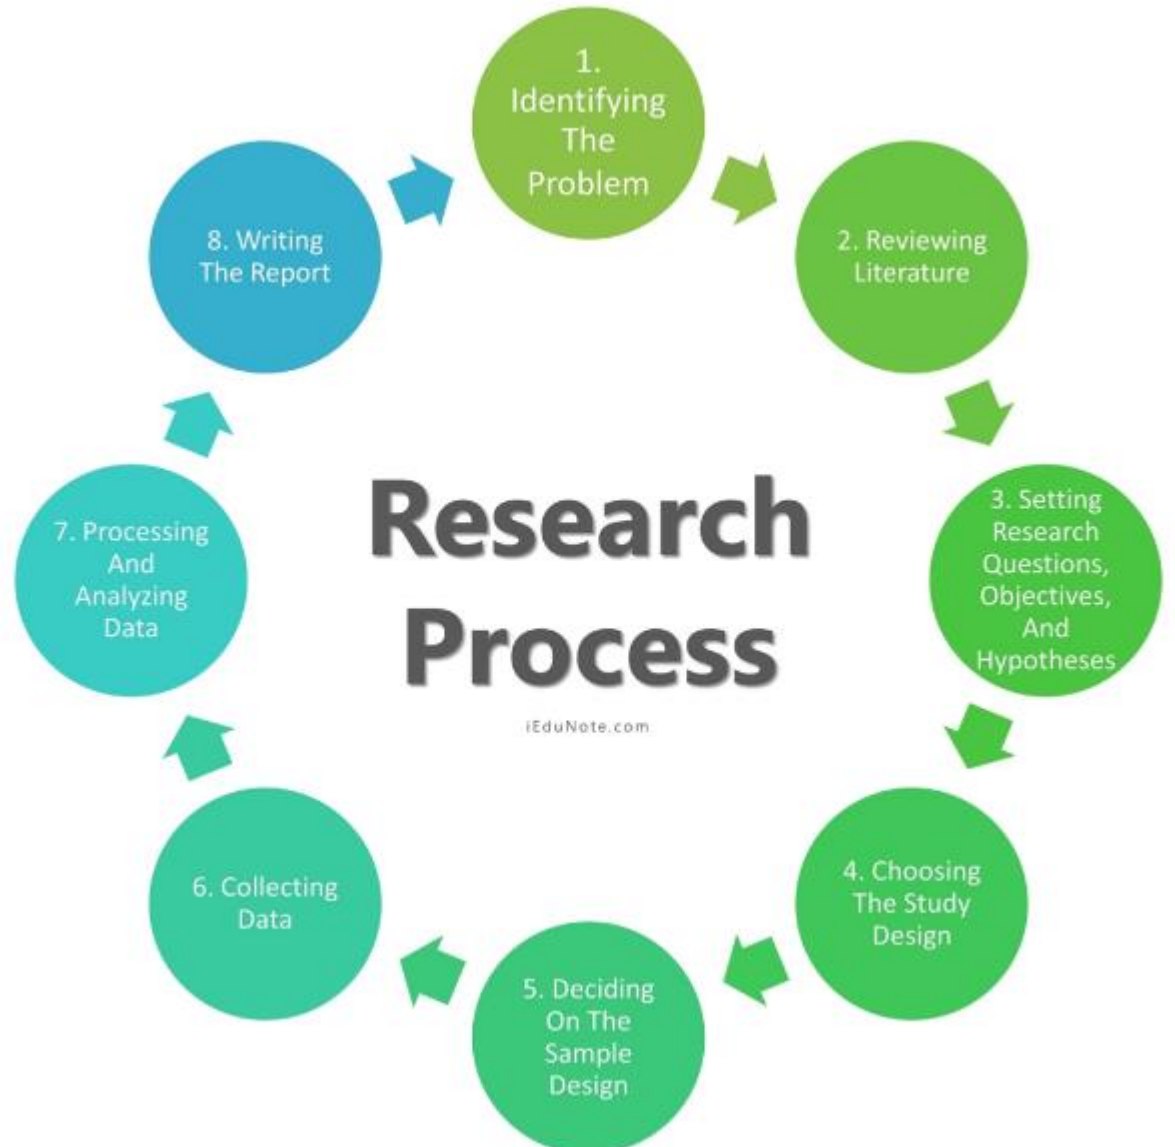 1.
Identifying
The
Problem
2. Reviewing
Literature
3. Setting
Research
Questions,
Objectives,
And
Hypotheses
4. Choosing
The Study
Design
5. Deciding
On The
Sample
Design
6. Collecting
Data
7. Processing
And
Analyzing
Data
8. Writing
The Report
Research
Process
iEduNote.com